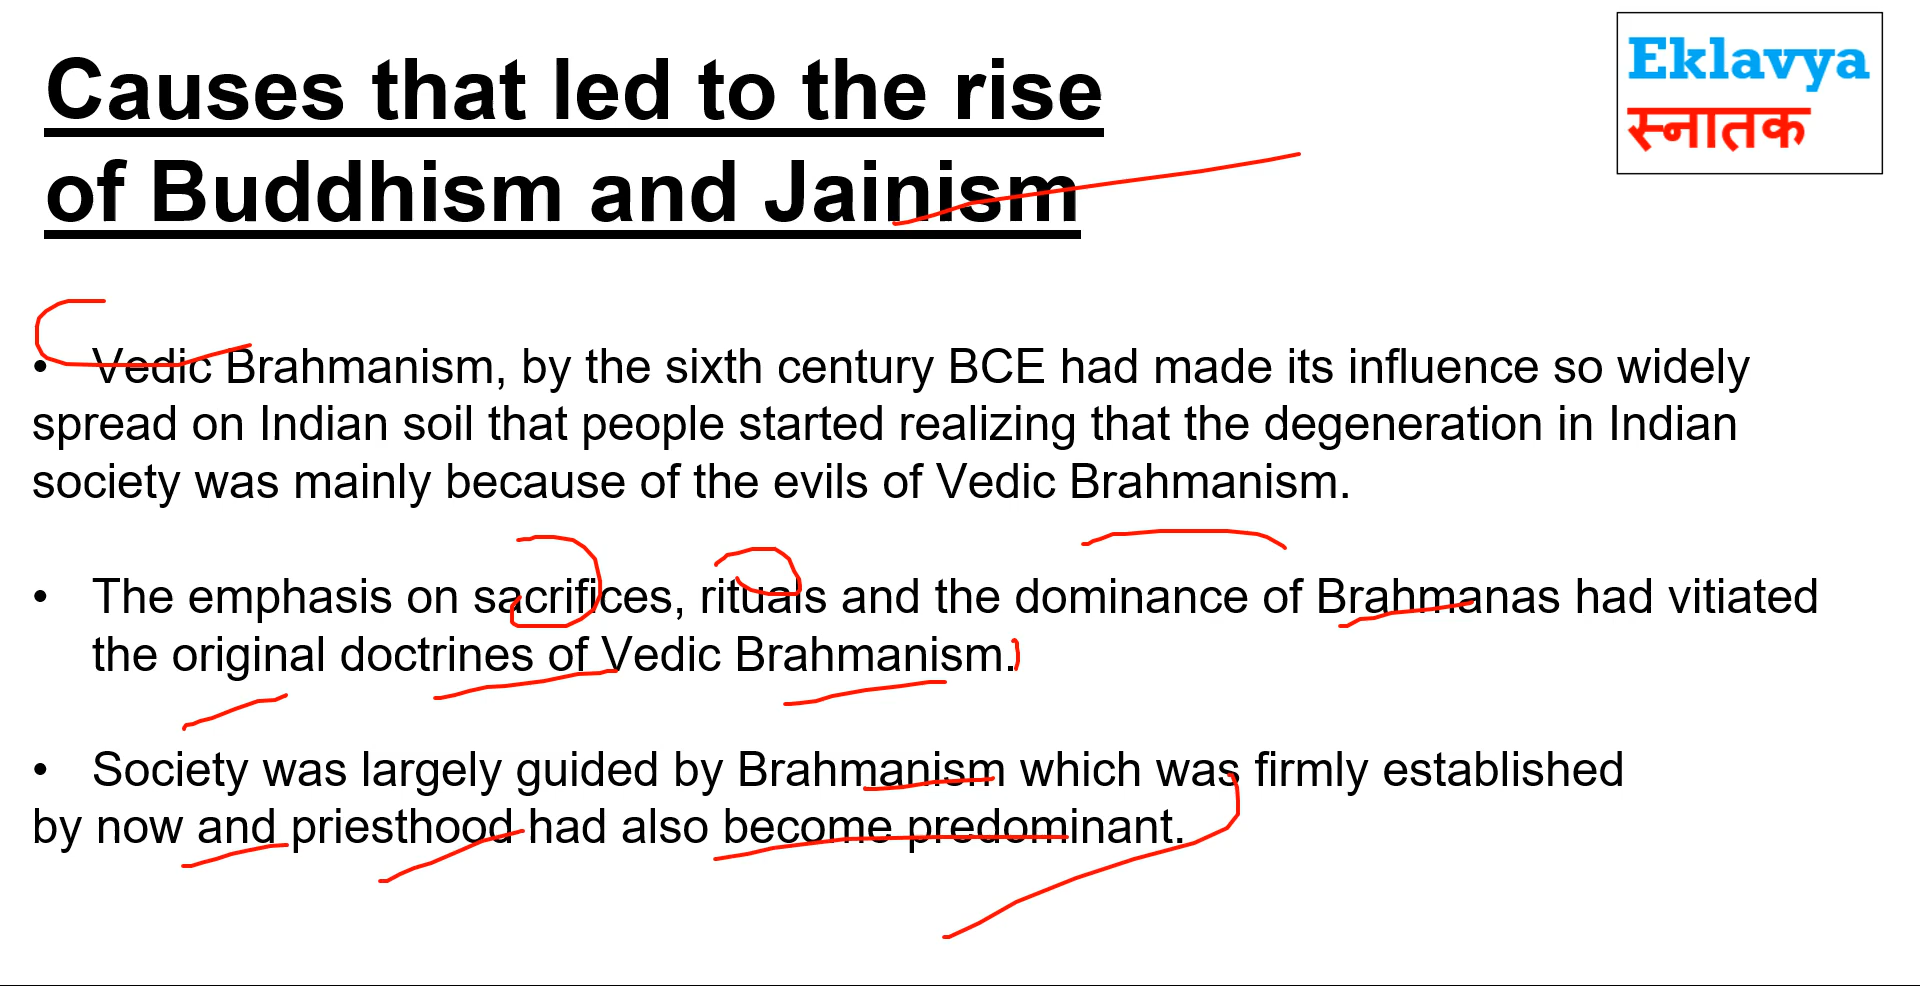 Causes that led to the rise
of Buddhism and Jainism
Eklavya
स्नातक
• Vedic Brahmanism, by the sixth century BCE had made its influence so widely
spread on Indian soil that people started realizing that the degeneration in Indian
society was mainly because of the evils of Vedic Brahmanism.
• The emphasis on sacrifices, rituals and the dominance of Brahmanas had vitiated
the original doctrines of Vedic Brahmanism.
• Society was largely guided by Brahmanism which was firmly established
by now and priesthood had also become predominant.